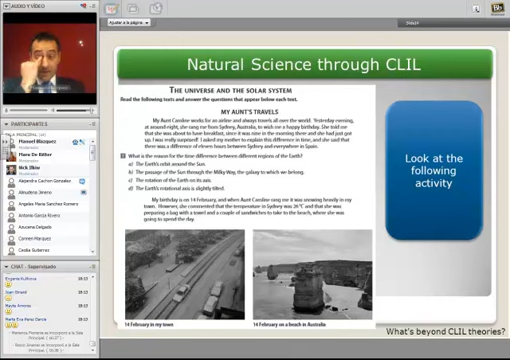 AUDIO Y VÍDEO
Ajustar a la página
PARTICIPANTES
Manuel Blazquez
Moderador
Moderador
Nick Zibin
Moderador
Almudena Jimeno
Angeles Maria Sanchez Romero
Antonio Garcia Rivero
Azucena Delgado
Carmen Marquez
Cecilia Gutierrez
CHAT - Supervisado
Natural Science through CLIL
THE UNIVERSE AND THE SOLAR SYSTEM
Read the following texts and answer the questions that appear below each text.
MY AUNT'S TRAVELS
My Aunt Caroline works for an airline and always travels all over the world. Yesterday evening,
at around eight, she rang me from Sydney, Australia, to wish me a happy birthday. She told me
that she was about to have breakfast, since it was nine in the morning there and she had just got
up. I was really surprised! I asked my mother to explain this difference in time, and she said that
there was a difference of eleven hours between Sydney and everywhere in Spain.
What is the reason for the time difference between different regions of the Earth?
a) The Earth's orbit around the Sun.
b) The passage of the Sun through the Milky Way, the galaxy to which we belong.
c) The rotation of the Earth on its axis.
d) The Earth's rotational axis is slightly tilted.
My birthday is on 14 February, and when Aunt Caroline rang me it was snowing heavily in
my town. However, she commented that the temperature in Sydney was 26°C and that she was
preparing a bag with a towel and a couple of sandwiches to take to the beach, where she was
going to spend the day.
14 February in my town
14 February on a beach in Australia
Look at the
following
activity
What's beyond CLIL theories?